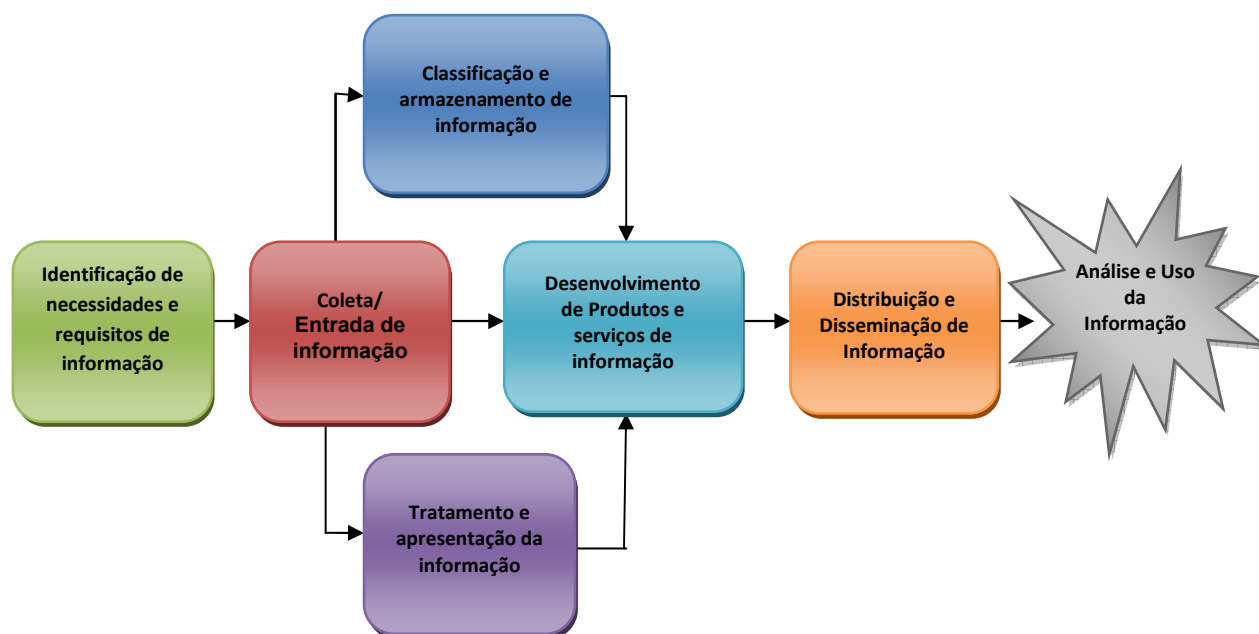 Classificação e
armazenamento de
informação
Identificação de
necessidades e
requisitos de
informação
Coleta/
Entrada de
informação
Desenvolvimento
de Produtos e
serviços de
informação
Distribuição e
Disseminação de
Informação
Análise e Uso
da
Informação
Tratamento e
apresentação da
informação